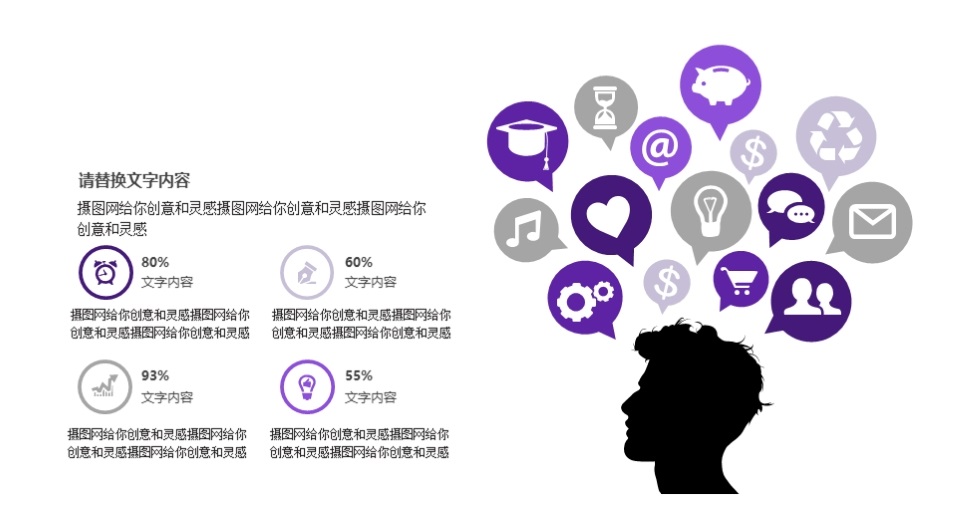 请替换文字内容
摄图网给你创意和灵感摄图网给你创意和灵感摄图网给你
创意和灵感
80%
文字内容
摄图网给你创意和灵感摄图网给你
创意和灵感摄图网给你创意和灵感
60%
文字内容
摄图网给你创意和灵感摄图网给你
创意和灵感摄图网给你创意和灵感
93%
文字内容
摄图网给你创意和灵感摄图网给你
创意和灵感摄图网给你创意和灵感
55%
文字内容
摄图网给你创意和灵感摄图网给你
创意和灵感摄图网给你创意和灵感
@
$
$